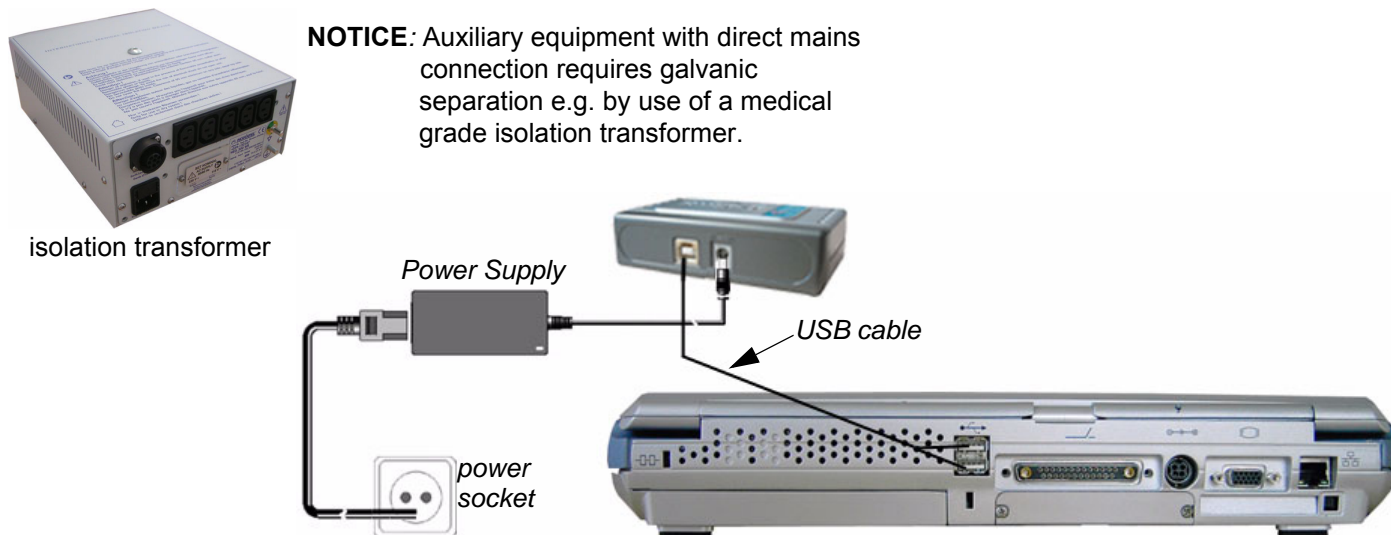 NOTICE: Auxiliary equipment with direct mains
connection requires galvanic
separation e.g. by use of a medical
grade isolation transformer.
isolation transformer
Power Supply
USB cable
power
socket